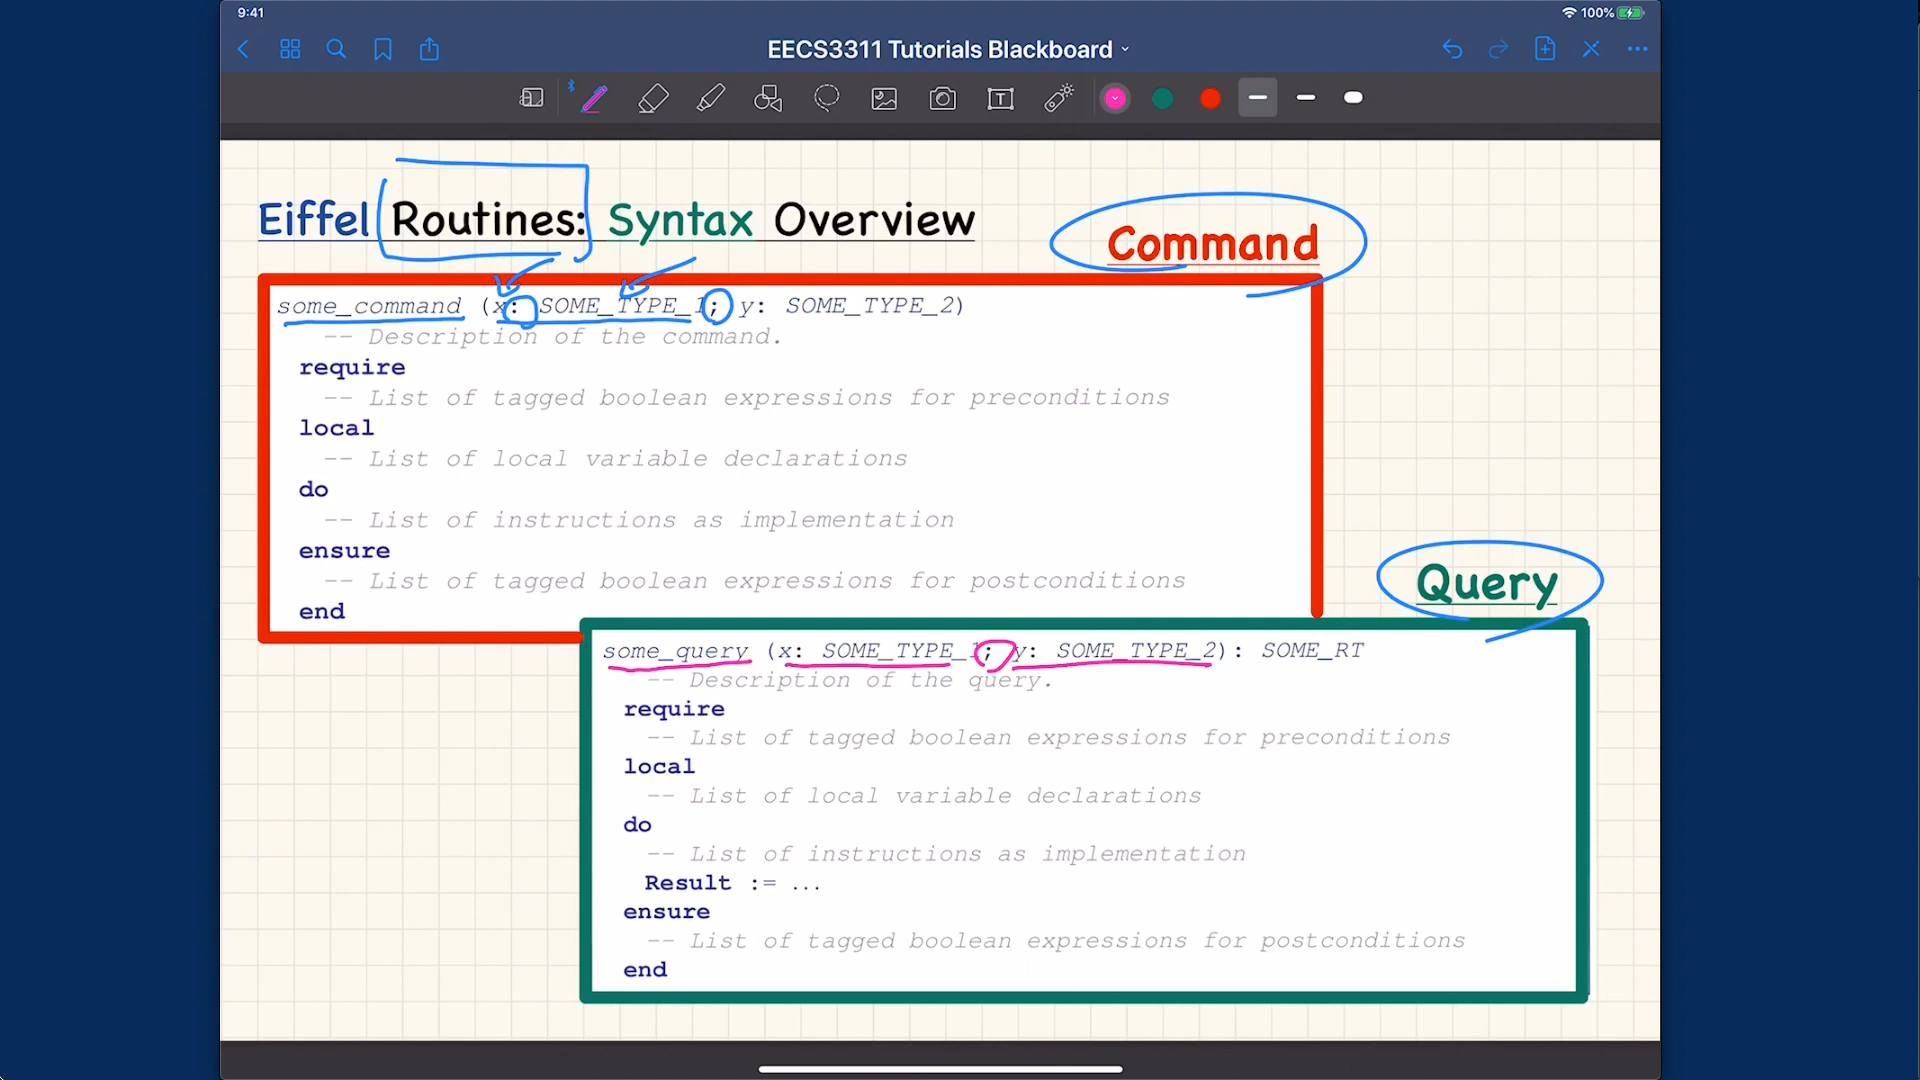 9:41
100%
EECS3311 Tutorials Blackboard
T
Eiffel Routines: Syntax Overview
Command
some_command (x: SOME_TYPE_1; y: SOME_TYPE_2)
-- Description of the command.
require
-- List of tagged boolean expressions for preconditions
local
-- List of local variable declarations
do
-- List of instructions as implementation
ensure
-- List of tagged boolean expressions for postconditions
end
Query
some_query (x: SOME_TYPE_1; y: SOME_TYPE_2): SOME_RT
-- Description of the query.
require
-- List of tagged boolean expressions for preconditions
local
-- List of local variable declarations
do
-- List of instructions as implementation
Result := ...
ensure
-- List of tagged boolean expressions for postconditions
end